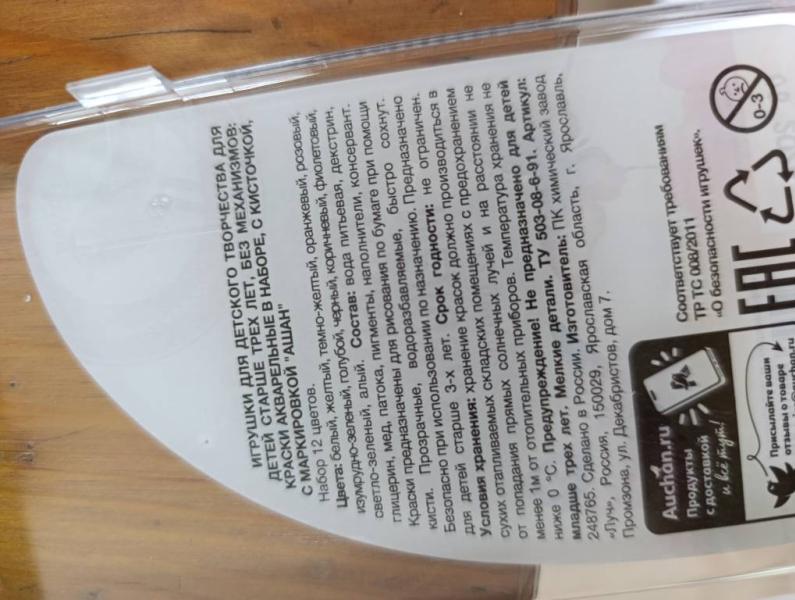 ИГРУШКИ ДЛЯ ДЕТСКОГО ТВОРЧЕСТВА ДЛЯ
ДЕТЕЙ СТАРШЕ ТРЕХ ЛЕТ, БЕЗ МЕХАНИЗМОВ:
КРАСКИ АКВАРЕЛЬНЫЕ В НАБОРЕ, С КИСТОЧКОЙ,
С МАРКИРОВКОЙ "АШАН"
Набор 12 цветов.
Цвета: белый, желтый, темно-желтый, оранжевый, розовый,
изумрудно-зеленый, голубой, черный, коричневый, фиолетовый,
светло-зеленый, алый. Состав: вода питьевая, декстрин,
глицерин, мед, патока, пигменты, наполнители, консервант.
Краски предназначены для рисования по бумаге при помощи
кисти. Прозрачные, водоразбавляемые, быстро сохнут.
Безопасно при использовании по назначению. Предназначено
для детей старше 3-х лет. Срок годности: не ограничен.
Условия хранения: хранение красок должно производиться в
сухих отапливаемых складских помещениях с предохранением
от попадания прямых солнечных лучей и на расстоянии не
менее 1м от отопительных приборов. Температура хранения не
ниже 0 °C. Предупреждение! Не предназначено для детей
младше трех лет. Мелкие детали. ТУ 503-08-6-91. Артикул:
248765. Сделано в России. Изготовитель: ПК химический завод
«Луч», Россия, 150029, Ярославская область, г. Ярославль,
Промзона, ул. Декабристов, дом 7.
Auchan.ru
Продукты
с доставкой
и всё тут!
Соответствует требованиям
ТР ТС 008/2011
«О безопасности игрушек».
0-3
EAC
Присылайте ваши
отзывы о товаре